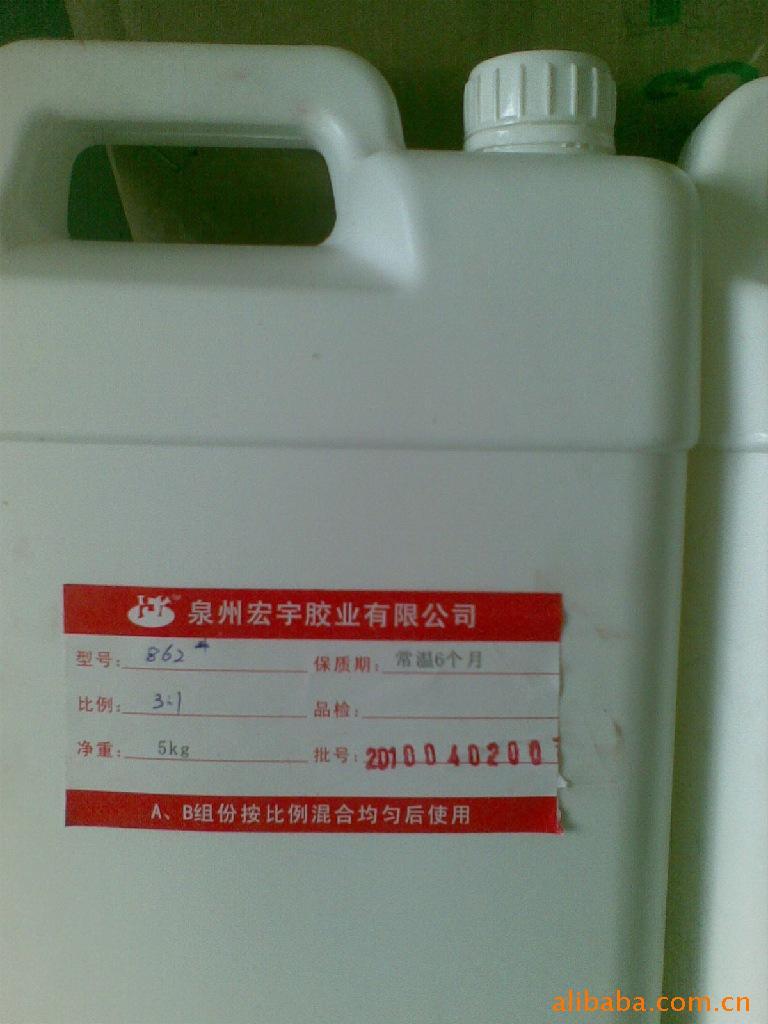 泉州宏宇胶业有限公司
型号: 862# 保质期: 常温6个月
比例: 3:1 品检:
净重: 5kg 批号:
A、B组份按比例混合均匀后使用
alibaba.com.cn